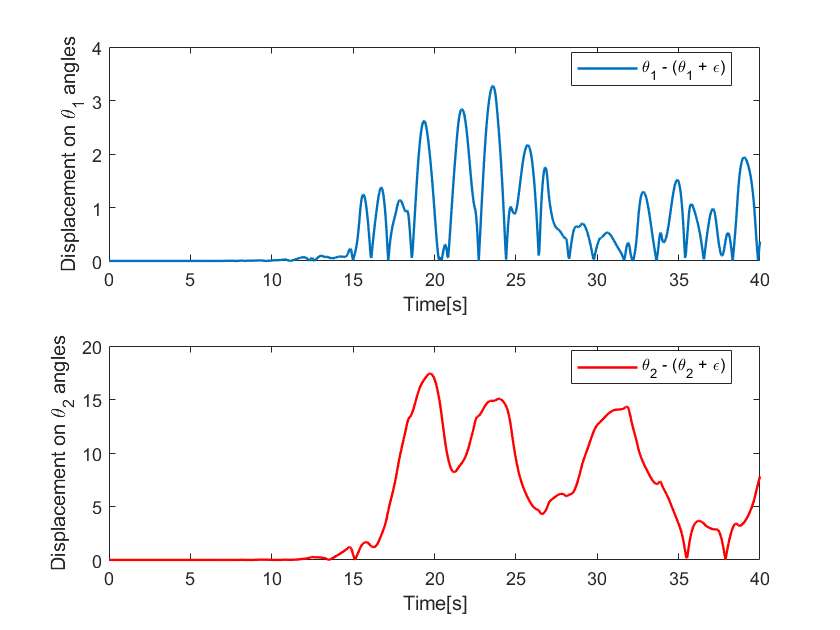 θ₁ - (θ₁ + ϵ)
Displacement on θ₁ angles
4
3
2
1
0
0 5 10 15 20 25 30 35 40
Time[s]
θ₂ - (θ₂ + ϵ)
Displacement on θ₂ angles
20
15
10
5
0
0 5 10 15 20 25 30 35 40
Time[s]